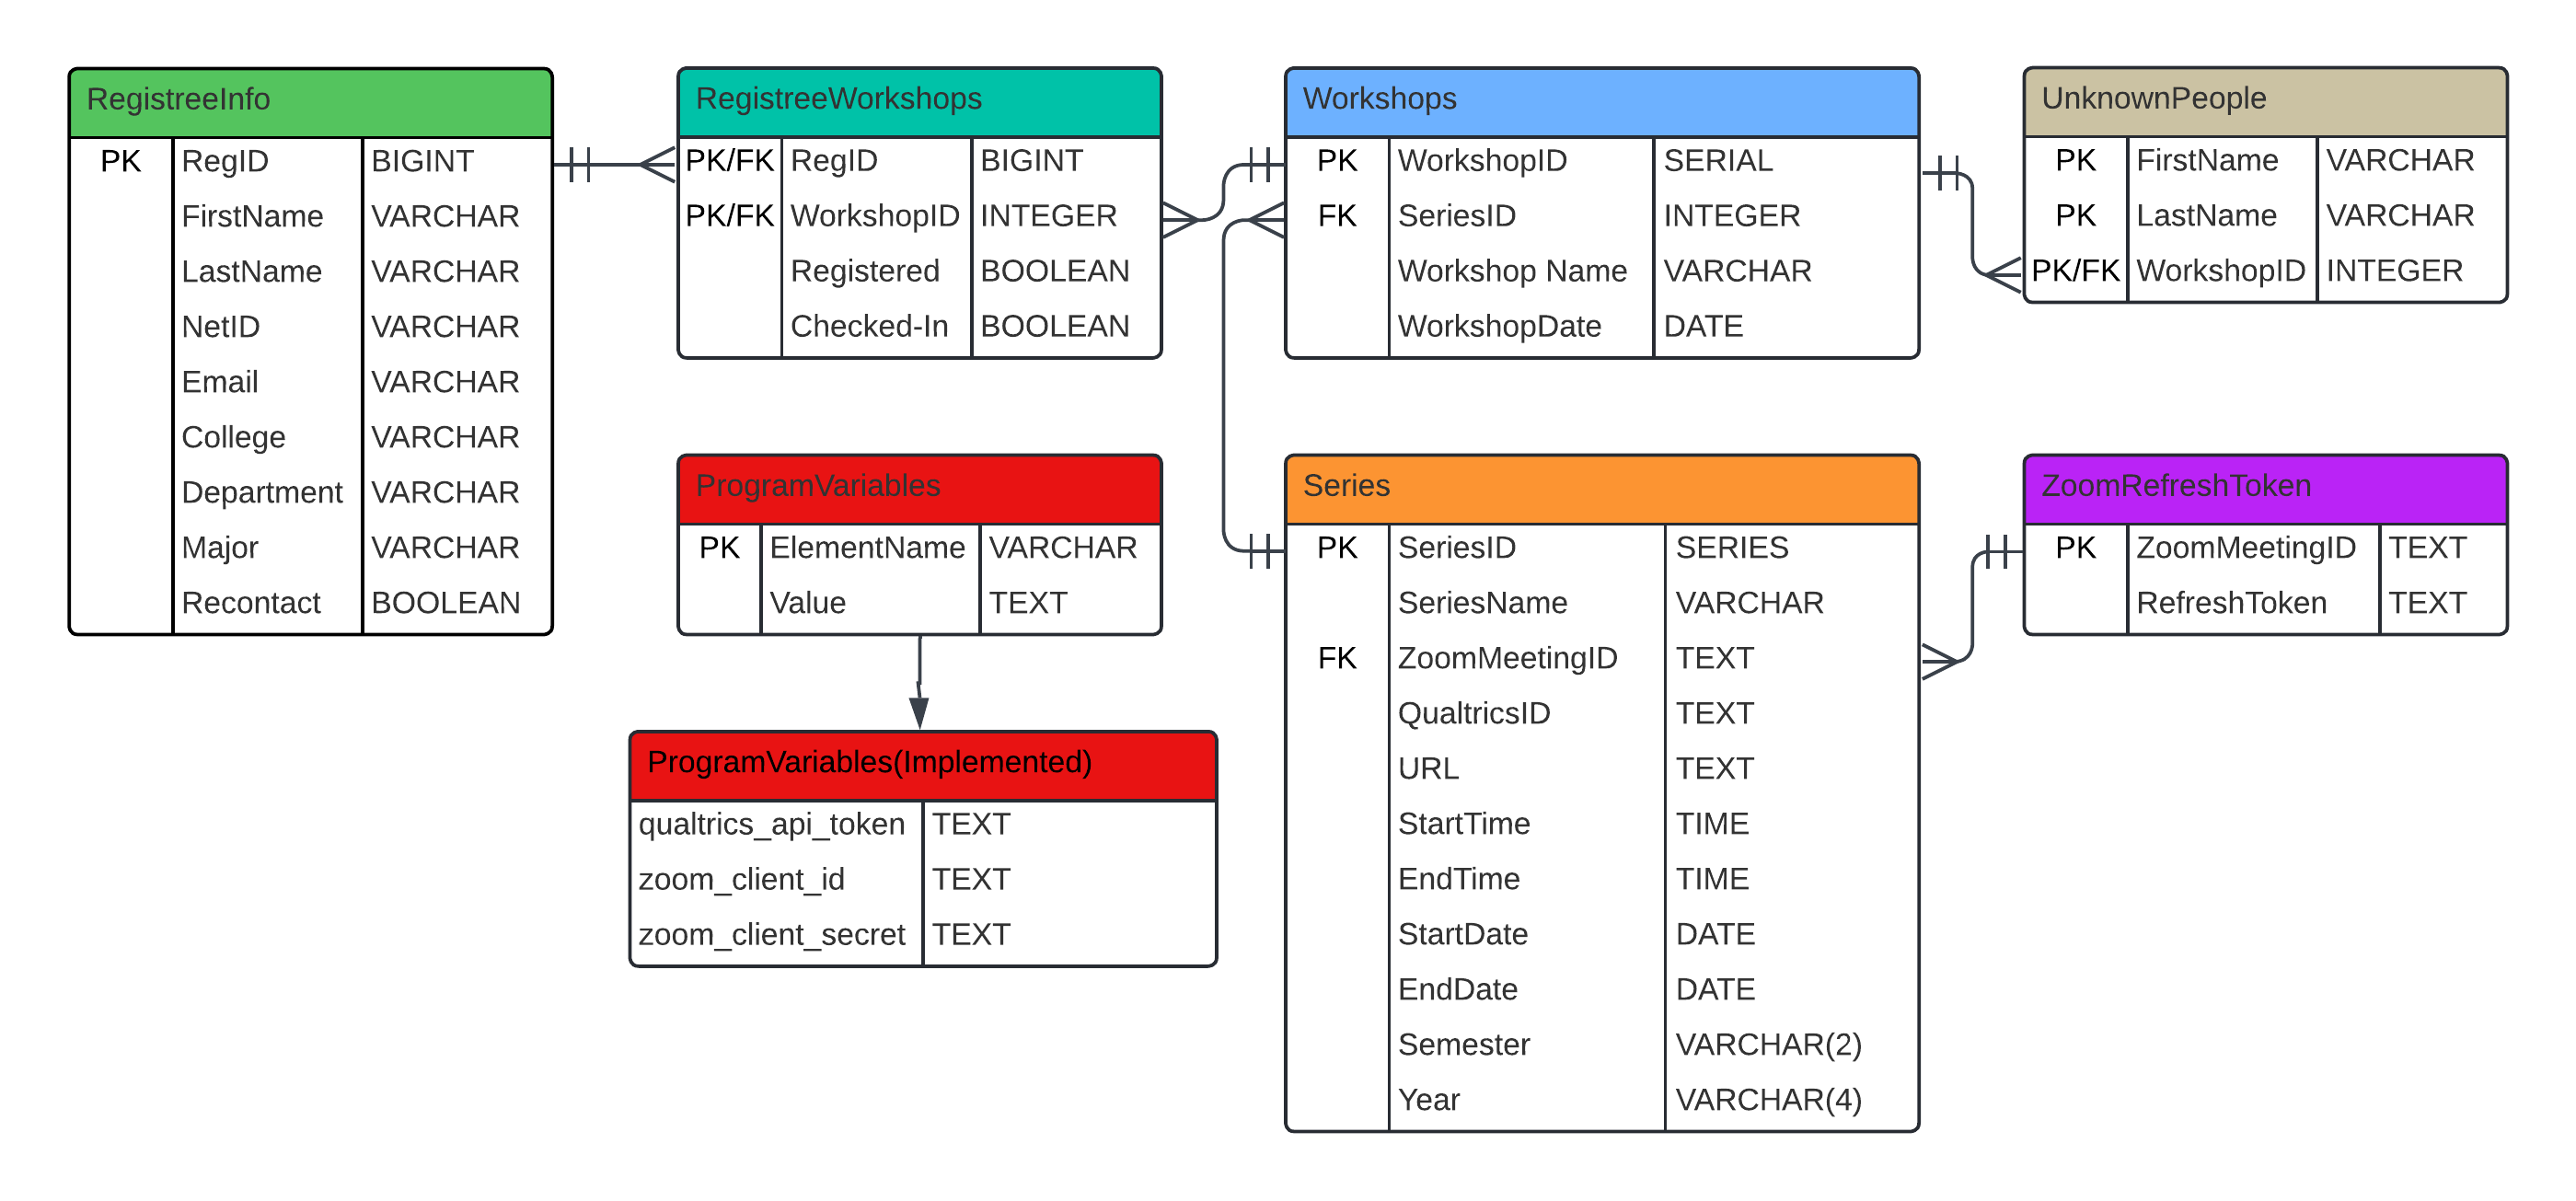 RegistreeInfo
PK RegID BIGINT
FirstName VARCHAR
LastName VARCHAR
NetID VARCHAR
Email VARCHAR
College VARCHAR
Department VARCHAR
Major VARCHAR
Recontact BOOLEAN
RegistreeWorkshops
PK/FK RegID BIGINT
PK/FK WorkshopID INTEGER
Registered BOOLEAN
Checked-In BOOLEAN
Workshops
PK WorkshopID SERIAL
FK SeriesID INTEGER
Workshop Name VARCHAR
WorkshopDate DATE
UnknownPeople
PK FirstName VARCHAR
PK LastName VARCHAR
PK/FK WorkshopID INTEGER
ProgramVariables
PK ElementName VARCHAR
Value TEXT
ProgramVariables(Implemented)
qualtrics_api_token TEXT
zoom_client_id TEXT
zoom_client_secret TEXT
Series
PK SeriesID SERIES
SeriesName VARCHAR
FK ZoomMeetingID TEXT
QualtricsID TEXT
URL TEXT
StartTime TIME
EndTime TIME
StartDate DATE
EndDate DATE
Semester VARCHAR(2)
Year VARCHAR(4)
ZoomRefreshToken
PK ZoomMeetingID TEXT
RefreshToken TEXT